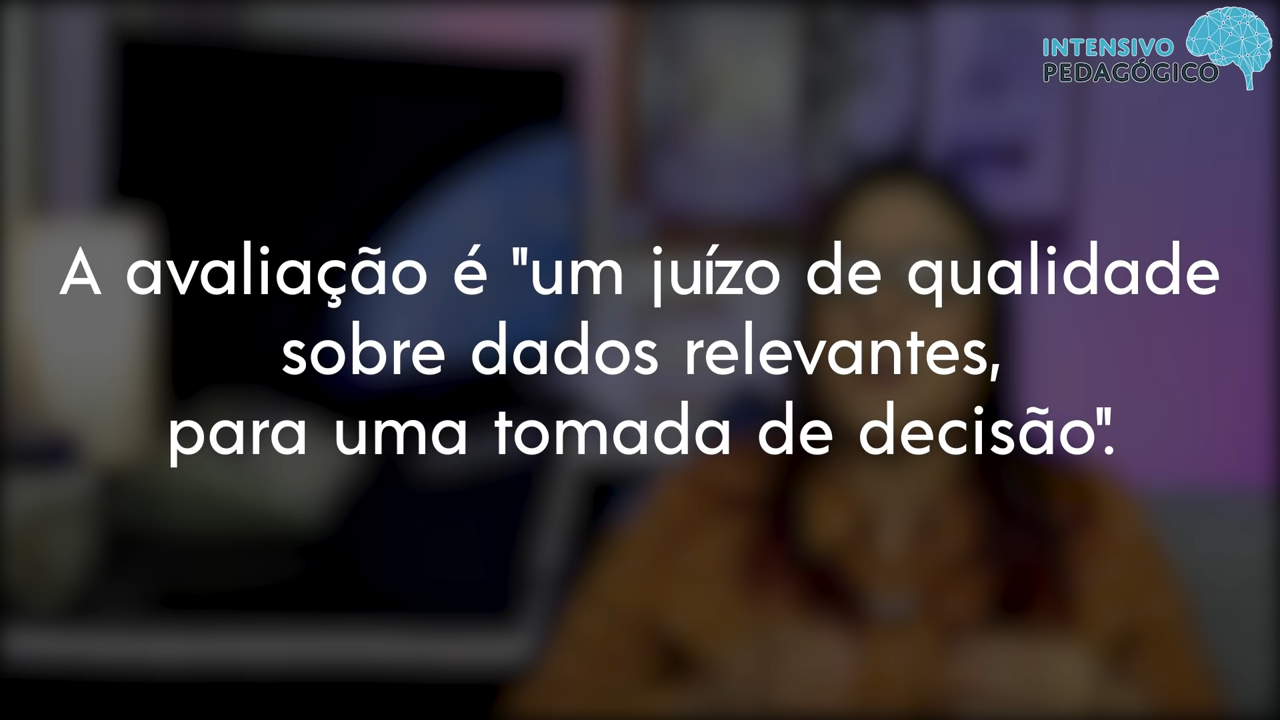 INTENSIVO
PEDAGÓGICO
A avaliação é "um juízo de qualidade
sobre dados relevantes,
para uma tomada de decisão".